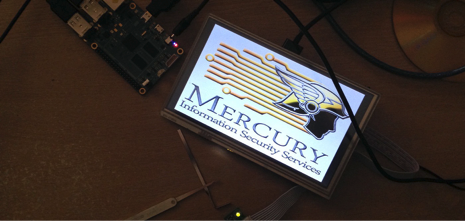 MERCURY
Information Security Services